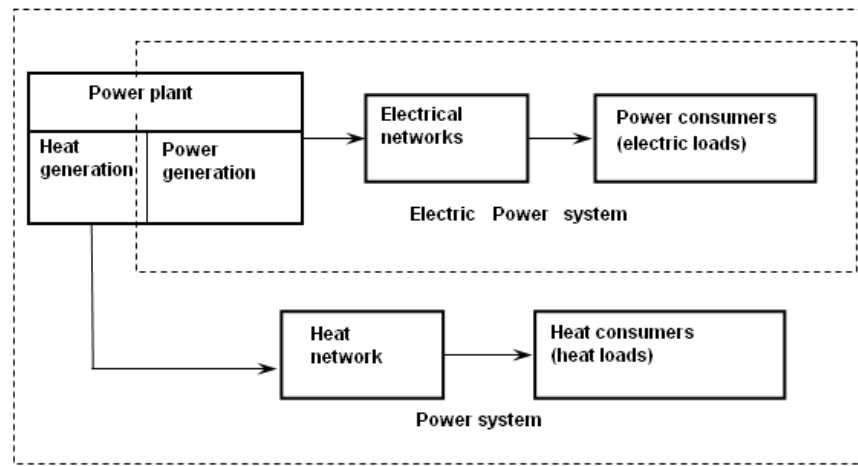 Power plant
Heat
generation
Power
generation
Electrical
networks
Power consumers
(electric loads)
Electric Power system
Heat
network
Heat consumers
(heat loads)
Power system